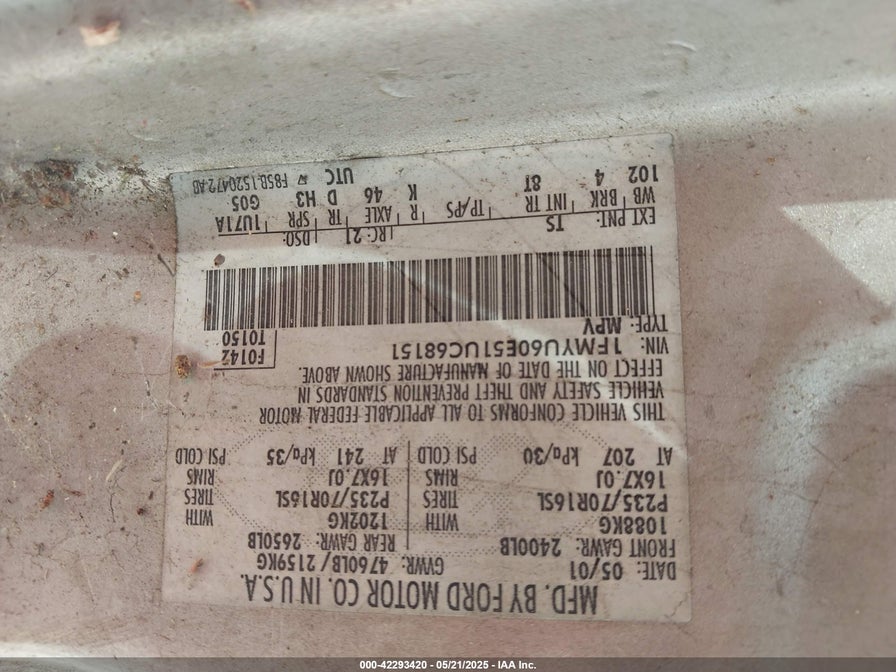 MFD. BY FORD MOTOR CO. IN U.S.A.
DATE: 05/01 GVWR: 4760LB/2159KG
FRONT GAWR: 2400LB REAR GAWR: 2650LB
1088KG WITH 1202KG WITH
P235/70R16SL TIRES P235/70R16SL TIRES
16X7.0J RIMS 16X7.0J RIMS
AT 207 kPa/30 PSI COLD AT 241 kPa/35 PSI COLD
THIS VEHICLE CONFORMS TO ALL APPLICABLE FEDERAL MOTOR
VEHICLE SAFETY AND THEFT PREVENTION STANDARDS IN
EFFECT ON THE DATE OF MANUFACTURE SHOWN ABOVE.
VIN: 1FMYU60E51UC68151 F0142
TYPE: MPV T0150
EXT PNT: TS RC: 21 DSO:
WB BRK INT TR TP/PS R AXLE TR SPR 1U71A
102 4 8T K 46 D H3 G05
UTC F85B-1520472-AB
000-42293420 - 05/21/2025 - IAA Inc.